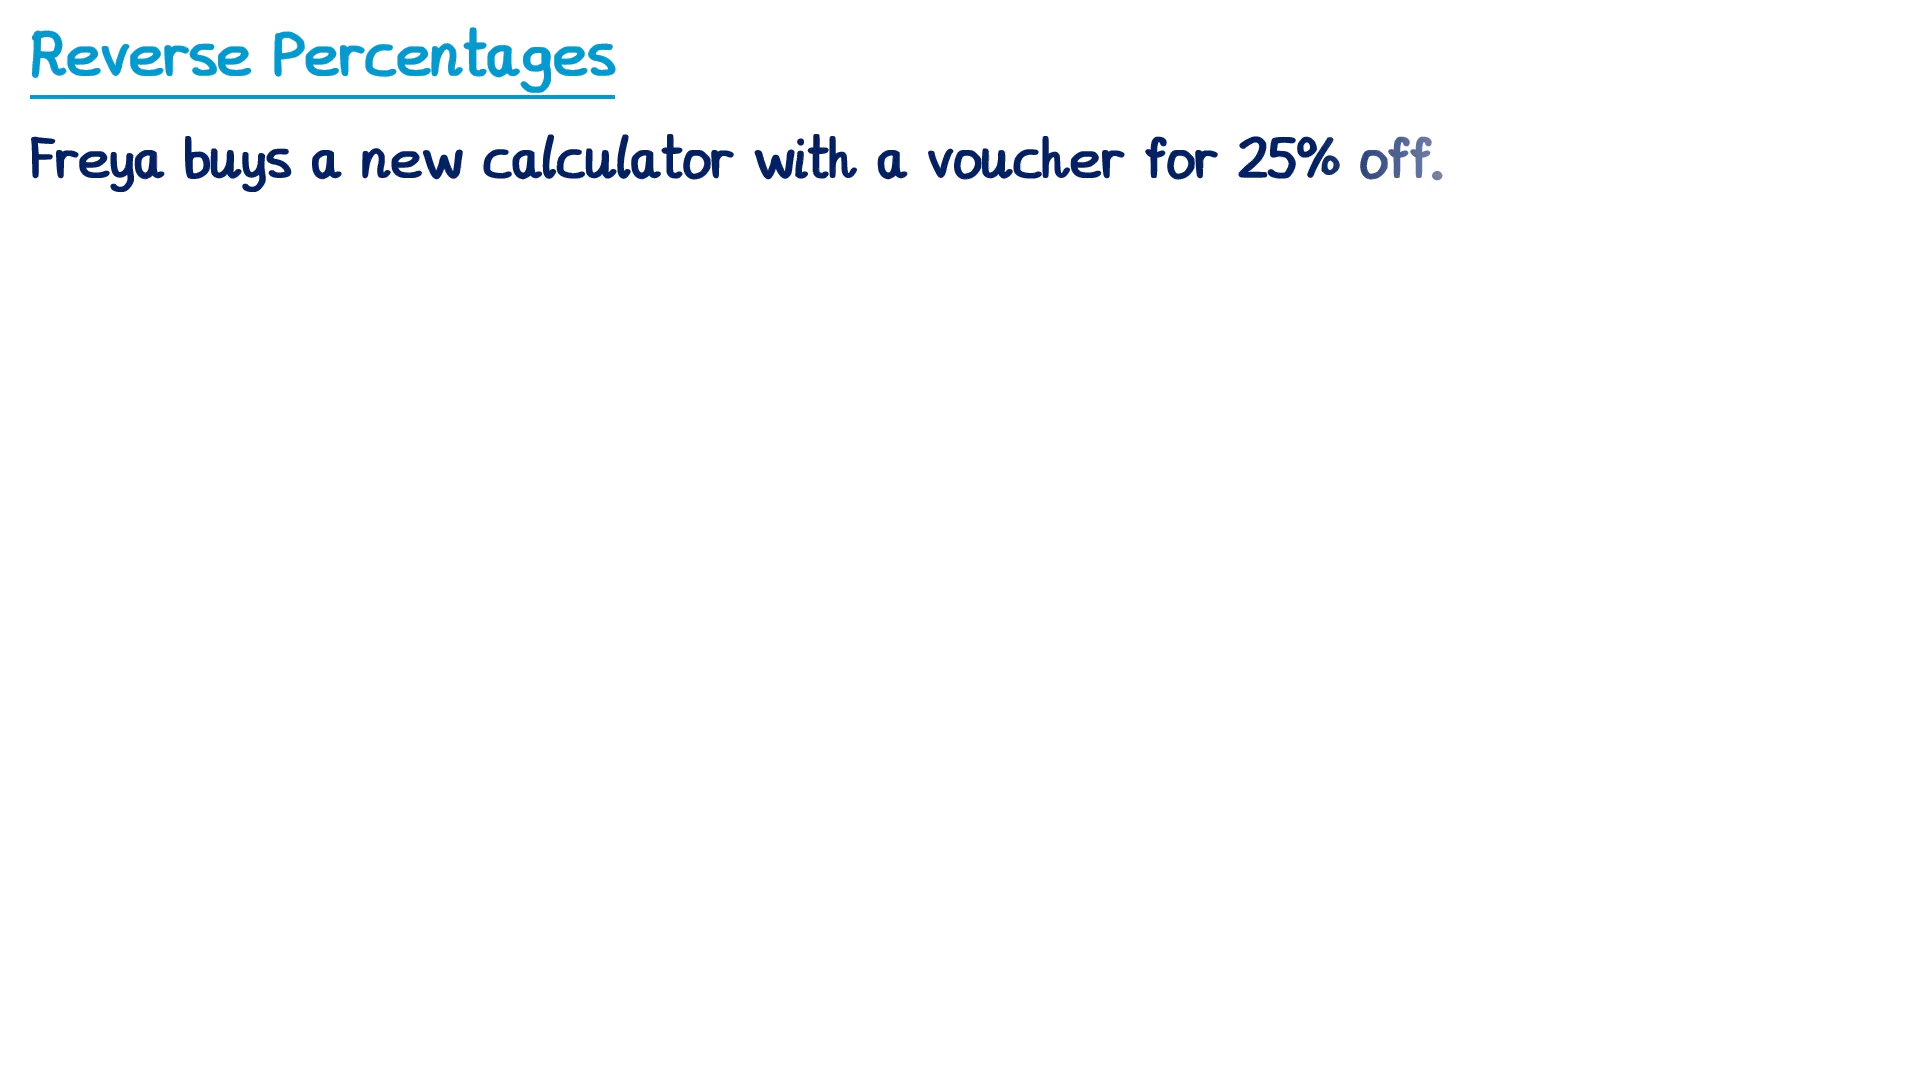 Reverse Percentages
Freya buys a new calculator with a voucher for 25% off.